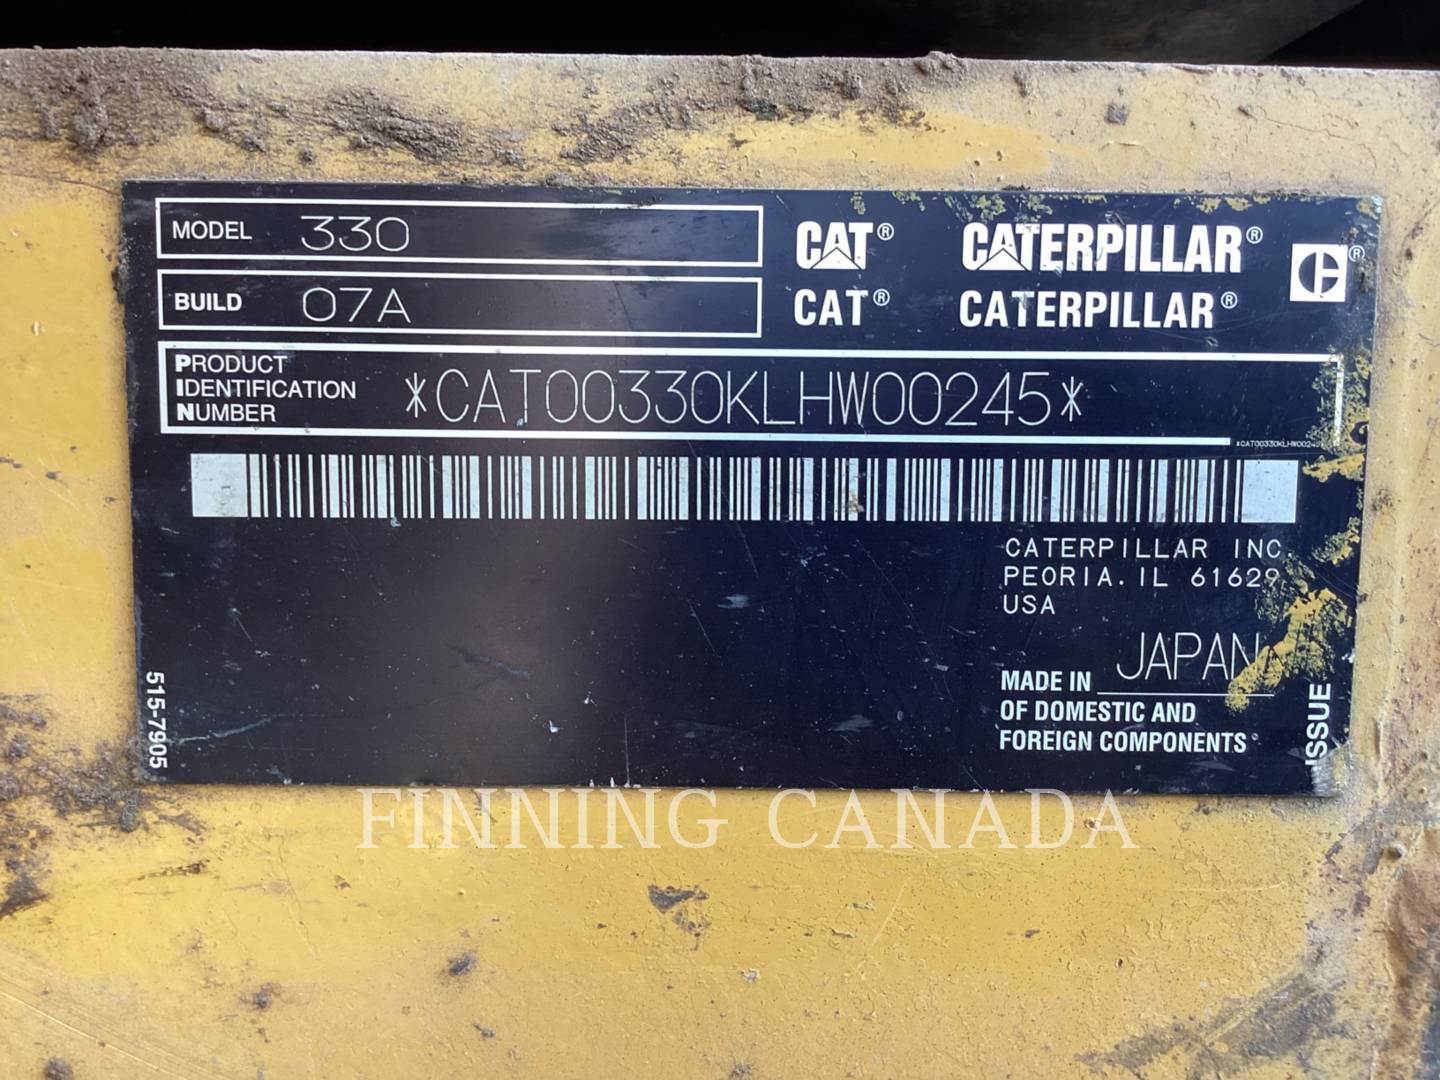 MODEL 330
BUILD 07A
CAT® CATERPILLAR®
CAT® CATERPILLAR®
PRODUCT
IDENTIFICATION
NUMBER
*CAT00330KLHW00245*
*CAT00330KLHW00245
CATERPILLAR INC.
PEORIA. IL 61629
USA
MADE IN JAPAN
OF DOMESTIC AND
FOREIGN COMPONENTS
515-7905
ISSUE
FINNING CANADA